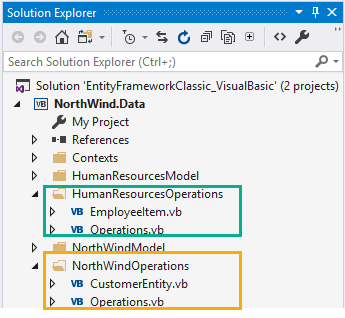 Solution Explorer
Search Solution Explorer (Ctrl+;)
Solution 'EntityFrameworkClassic_VisualBasic' (2 projects)
VB NorthWind.Data
My Project
References
Contexts
HumanResourcesModel
HumanResourcesOperations
VB EmployeeItem.vb
VB Operations.vb
NorthWindModel
NorthWindOperations
VB CustomerEntity.vb
VB Operations.vb